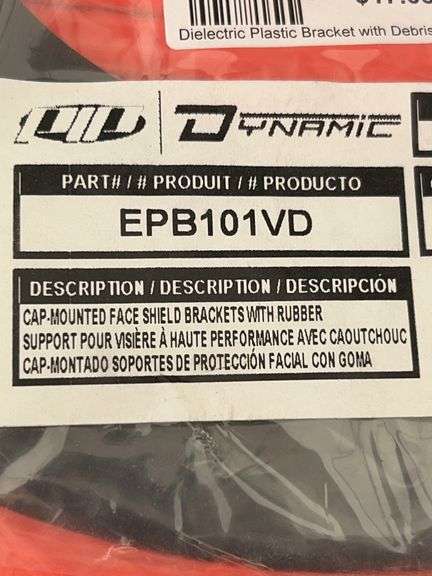 Dielectric Plastic Bracket with Debris
DYNAMIC
PART# / # PRODUIT / # PRODUCTO
EPB101VD
DESCRIPTION / DESCRIPTION / DESCRIPCIÓN
CAP-MOUNTED FACE SHIELD BRACKETS WITH RUBBER
SUPPORT POUR VISIÈRE À HAUTE PERFORMANCE AVEC CAOUTCHOUC
CAP-MONTADO SOPORTES DE PROTECCIÓN FACIAL CON GOMA